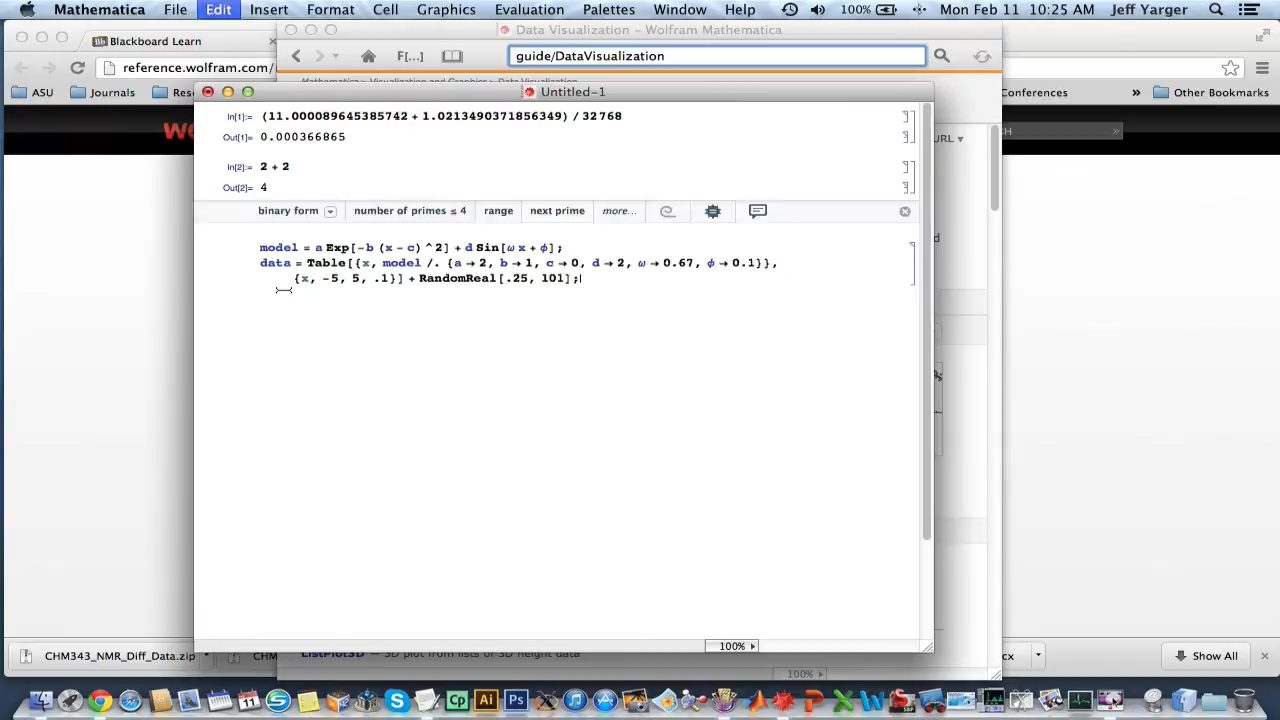 Mathematica File Edit Insert Format Cell Graphics Evaluation Palettes Window Help 100% Mon Feb 11 10:25 AM Jeff Yarger
Blackboard Learn
Data Visualization – Wolfram Mathematica
reference.wolfram.com/
F[...]
guide/DataVisualization
ASU Journals
Conferences » Other Bookmarks
Untitled-1
In[1]:= (11.000089645385742 + 1.0213490371856349) / 32 768
Out[1]= 0.000366865
URL
In[2]:= 2 + 2
Out[2]= 4
binary form number of primes ≤ 4 range next prime more...
model = a Exp[-b (x - c) ^2] + d Sin[ω x + ϕ];
data = Table[{x, model /. {a → 2, b → 1, c → 0, d → 2, ω → 0.67, ϕ → 0.1}},
{x, -5, 5, .1}] + RandomReal[.25, 101];
100%
CHM343_NMR_Diff_Data.zip
Show All
100%